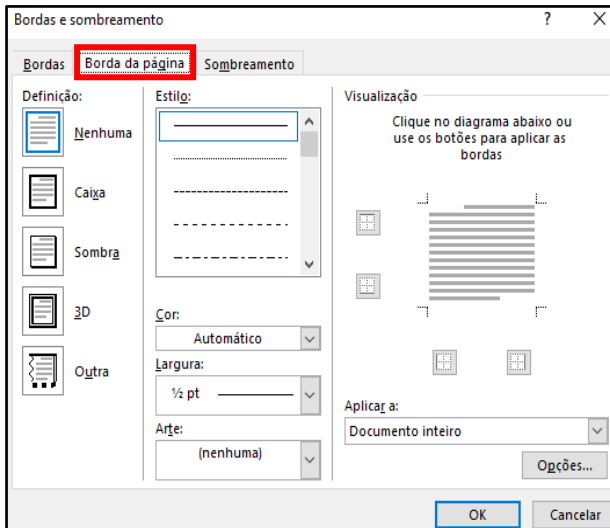 Bordas e sombreamento ? X
Bordas Borda da página Sombreamento
Definição:
Nenhuma
Caixa
Sombra
3D
Outra
Estilo:
Cor:
Automático
Largura:
½ pt
Arte:
(nenhuma)
Visualização
Clique no diagrama abaixo ou
use os botões para aplicar as
bordas
Aplicar a:
Documento inteiro
Opções...
OK Cancelar